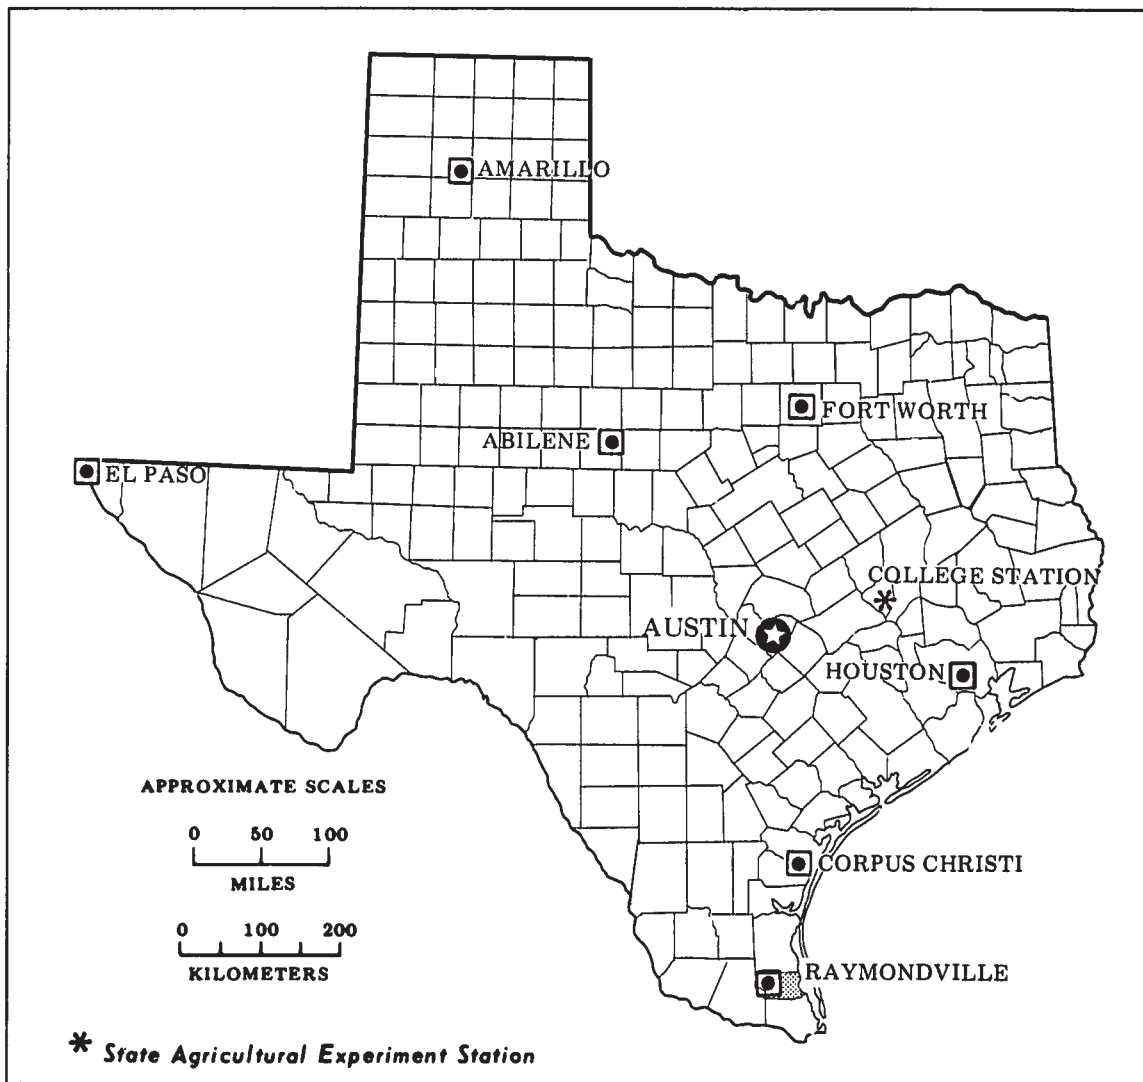 AMARILLO
FORT WORTH
ABILENE
EL PASO
COLLEGE STATION
*
AUSTIN
HOUSTON
APPROXIMATE SCALES
0 50 100
MILES
CORPUS CHRISTI
0 100 200
KILOMETERS
RAYMONDVILLE
* State Agricultural Experiment Station